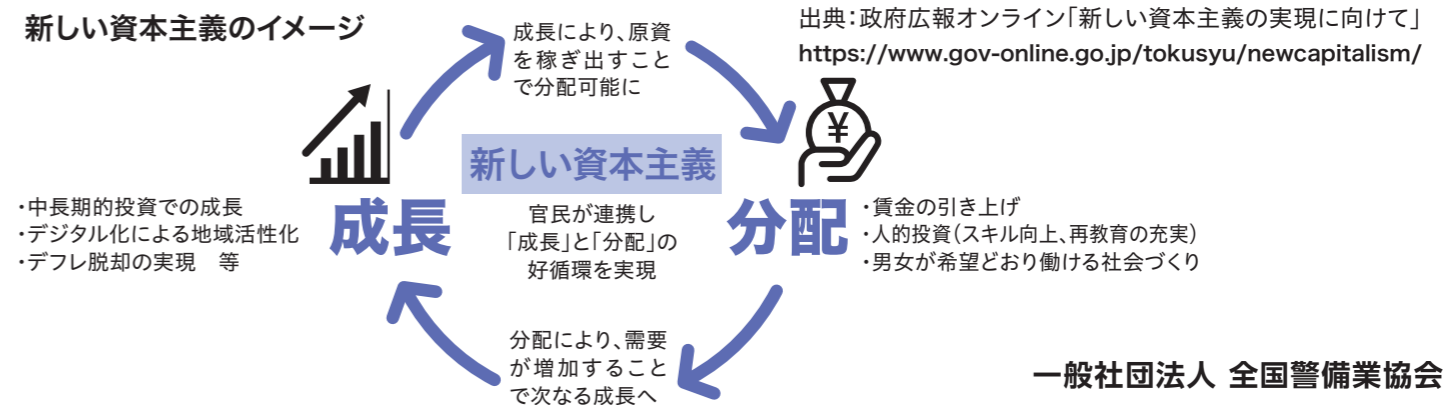 新しい資本主義のイメージ
出典：政府広報オンライン「新しい資本主義の実現に向けて」
https://www.gov-online.go.jp/tokusyu/newcapitalism/
成長により、原資
を稼ぎ出すこと
で分配可能に
¥
新しい資本主義
官民が連携し
「成長」と「分配」の
好循環を実現
成長
・中長期的投資での成長
・デジタル化による地域活性化
・デフレ脱却の実現　等
分配
・賃金の引き上げ
・人的投資（スキル向上、再教育の充実）
・男女が希望どおり働ける社会づくり
分配により、需要
が増加すること
で次なる成長へ
一般社団法人 全国警備業協会